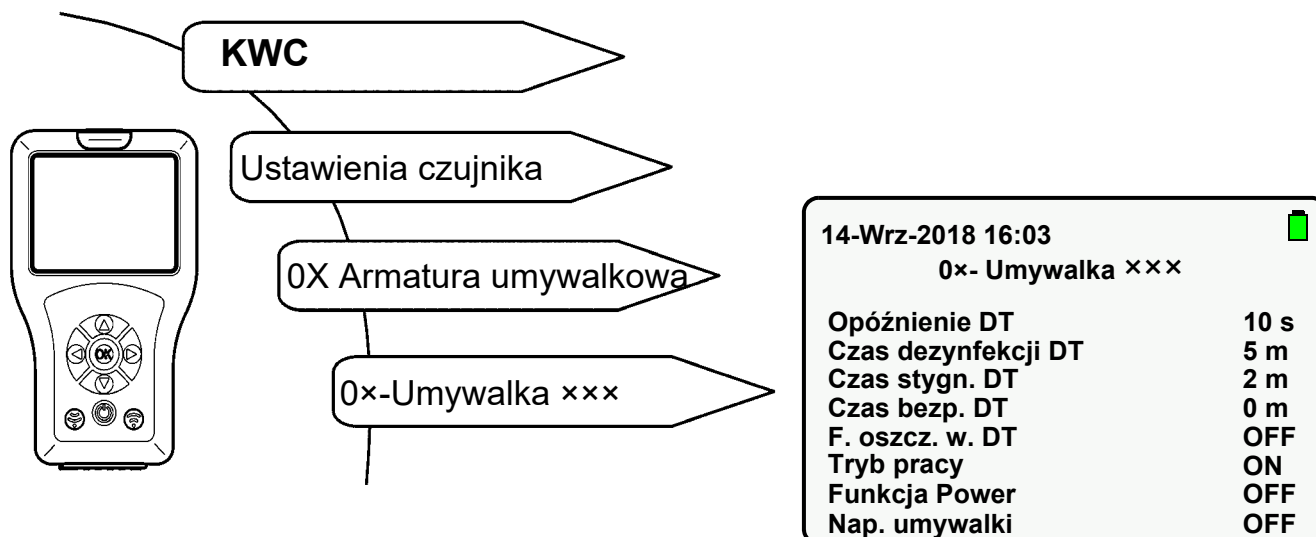 KWC
Ustawienia czujnika
0X Armatura umywalkowa
0×-Umywalka ×××
OK
14-Wrz-2018 16:03
0×- Umywalka ×××
Opóźnienie DT 10 s
Czas dezynfekcji DT 5 m
Czas stygn. DT 2 m
Czas bezp. DT 0 m
F. oszcz. w. DT OFF
Tryb pracy ON
Funkcja Power OFF
Nap. umywalki OFF